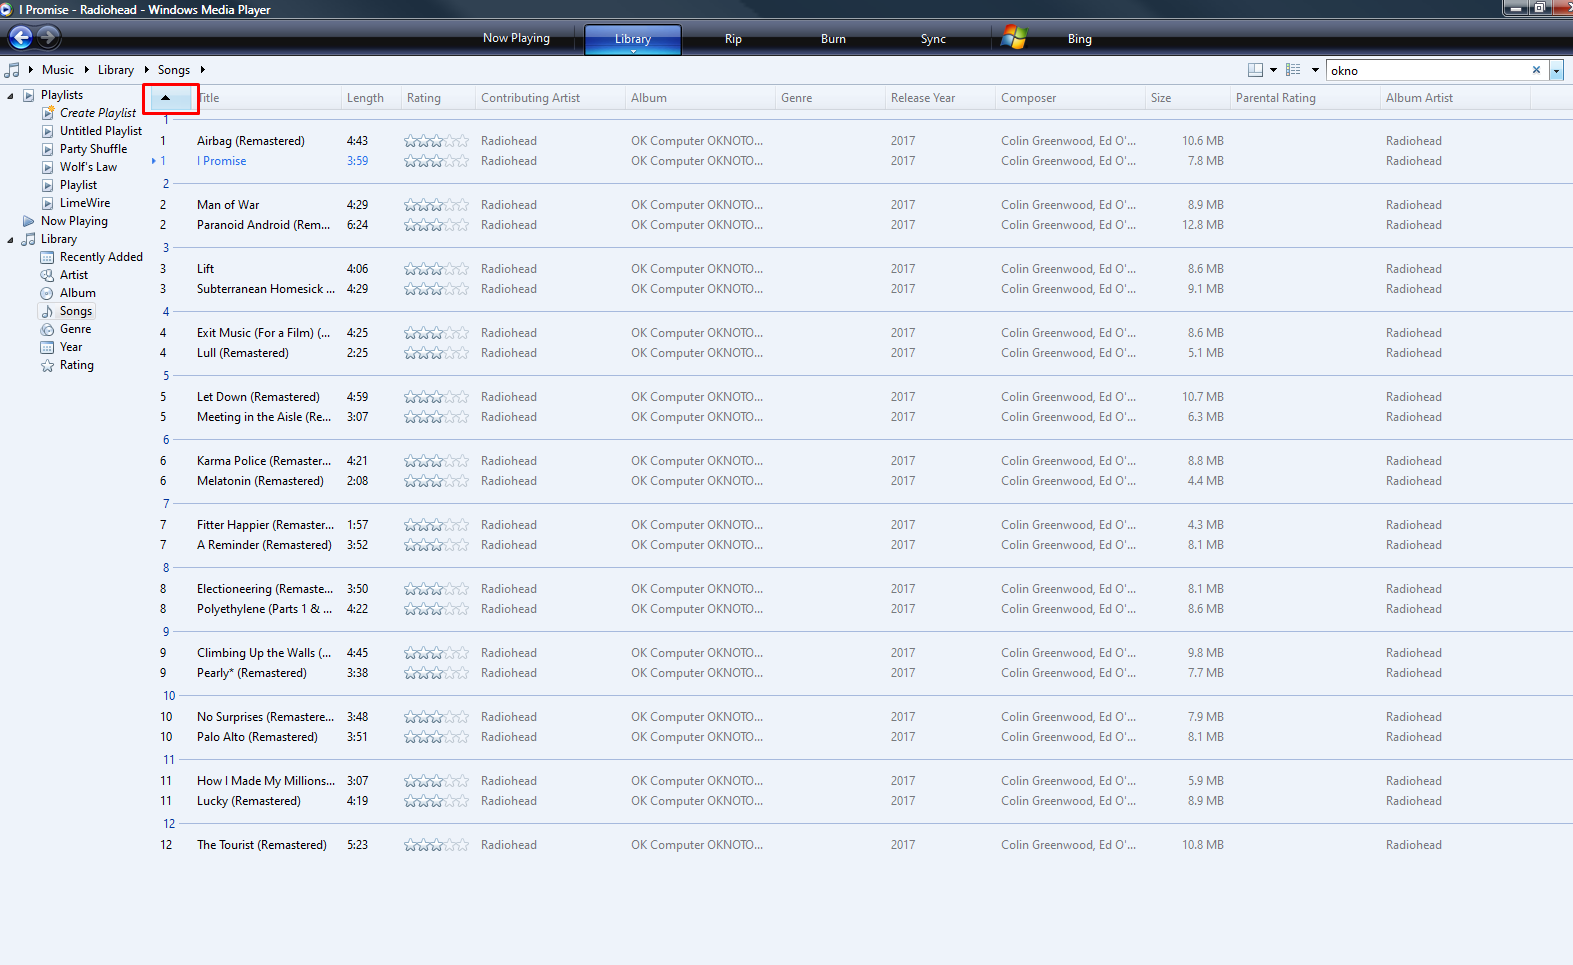 I Promise - Radiohead - Windows Media Player
Now Playing Library Rip Burn Sync Bing
Music Library Songs okno
Playlists
Create Playlist
Untitled Playlist
Party Shuffle
Wolf's Law
Playlist
LimeWire
Now Playing
Library
Recently Added
Artist
Album
Songs
Genre
Year
Rating
Title Length Rating Contributing Artist Album Genre Release Year Composer Size Parental Rating Album Artist
1
1 Airbag (Remastered) 4:43 Radiohead OK Computer OKNOTO... 2017 Colin Greenwood, Ed O'... 10.6 MB Radiohead
1 I Promise 3:59 Radiohead OK Computer OKNOTO... 2017 Colin Greenwood, Ed O'... 7.8 MB Radiohead
2
2 Man of War 4:29 Radiohead OK Computer OKNOTO... 2017 Colin Greenwood, Ed O'... 8.9 MB Radiohead
2 Paranoid Android (Rem... 6:24 Radiohead OK Computer OKNOTO... 2017 Colin Greenwood, Ed O'... 12.8 MB Radiohead
3
3 Lift 4:06 Radiohead OK Computer OKNOTO... 2017 Colin Greenwood, Ed O'... 8.6 MB Radiohead
3 Subterranean Homesick ... 4:29 Radiohead OK Computer OKNOTO... 2017 Colin Greenwood, Ed O'... 9.1 MB Radiohead
4
4 Exit Music (For a Film) (... 4:25 Radiohead OK Computer OKNOTO... 2017 Colin Greenwood, Ed O'... 8.6 MB Radiohead
4 Lull (Remastered) 2:25 Radiohead OK Computer OKNOTO... 2017 Colin Greenwood, Ed O'... 5.1 MB Radiohead
5
5 Let Down (Remastered) 4:59 Radiohead OK Computer OKNOTO... 2017 Colin Greenwood, Ed O'... 10.7 MB Radiohead
5 Meeting in the Aisle (Re... 3:07 Radiohead OK Computer OKNOTO... 2017 Colin Greenwood, Ed O'... 6.3 MB Radiohead
6
6 Karma Police (Remaster... 4:21 Radiohead OK Computer OKNOTO... 2017 Colin Greenwood, Ed O'... 8.8 MB Radiohead
6 Melatonin (Remastered) 2:08 Radiohead OK Computer OKNOTO... 2017 Colin Greenwood, Ed O'... 4.4 MB Radiohead
7
7 Fitter Happier (Remaster... 1:57 Radiohead OK Computer OKNOTO... 2017 Colin Greenwood, Ed O'... 4.3 MB Radiohead
7 A Reminder (Remastered) 3:52 Radiohead OK Computer OKNOTO... 2017 Colin Greenwood, Ed O'... 8.1 MB Radiohead
8
8 Electioneering (Remaste... 3:50 Radiohead OK Computer OKNOTO... 2017 Colin Greenwood, Ed O'... 8.1 MB Radiohead
8 Polyethylene (Parts 1 & ... 4:22 Radiohead OK Computer OKNOTO... 2017 Colin Greenwood, Ed O'... 8.6 MB Radiohead
9
9 Climbing Up the Walls (... 4:45 Radiohead OK Computer OKNOTO... 2017 Colin Greenwood, Ed O'... 9.8 MB Radiohead
9 Pearly* (Remastered) 3:38 Radiohead OK Computer OKNOTO... 2017 Colin Greenwood, Ed O'... 7.7 MB Radiohead
10
10 No Surprises (Remastere... 3:48 Radiohead OK Computer OKNOTO... 2017 Colin Greenwood, Ed O'... 7.9 MB Radiohead
10 Palo Alto (Remastered) 3:51 Radiohead OK Computer OKNOTO... 2017 Colin Greenwood, Ed O'... 8.1 MB Radiohead
11
11 How I Made My Millions... 3:07 Radiohead OK Computer OKNOTO... 2017 Colin Greenwood, Ed O'... 5.9 MB Radiohead
11 Lucky (Remastered) 4:19 Radiohead OK Computer OKNOTO... 2017 Colin Greenwood, Ed O'... 8.9 MB Radiohead
12
12 The Tourist (Remastered) 5:23 Radiohead OK Computer OKNOTO... 2017 Colin Greenwood, Ed O'... 10.8 MB Radiohead